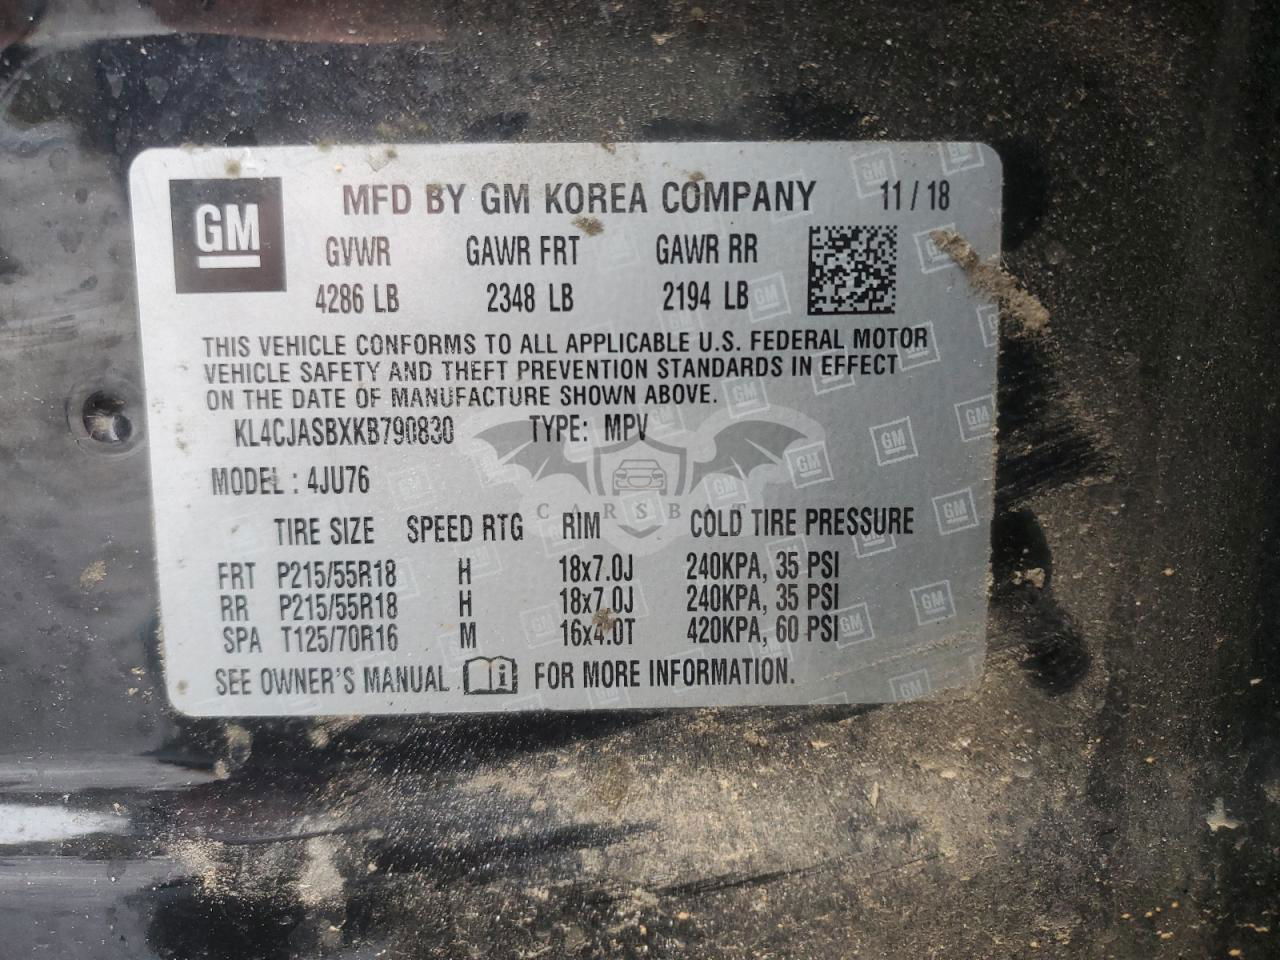 GM
MFD BY GM KOREA COMPANY 11 / 18
GVWR GAWR FRT GAWR RR
4286 LB 2348 LB 2194 LB
THIS VEHICLE CONFORMS TO ALL APPLICABLE U.S. FEDERAL MOTOR
VEHICLE SAFETY AND THEFT PREVENTION STANDARDS IN EFFECT
ON THE DATE OF MANUFACTURE SHOWN ABOVE.
KL4CJASBXKB790830 TYPE: MPV
MODEL : 4JU76
CARSBAT
TIRE SIZE SPEED RTG RIM COLD TIRE PRESSURE
FRT P215/55R18 H 18x7.0J 240KPA, 35 PSI
RR P215/55R18 H 18x7.0J 240KPA, 35 PSI
SPA T125/70R16 M 16x4.0T 420KPA, 60 PSI
SEE OWNER'S MANUAL i FOR MORE INFORMATION.